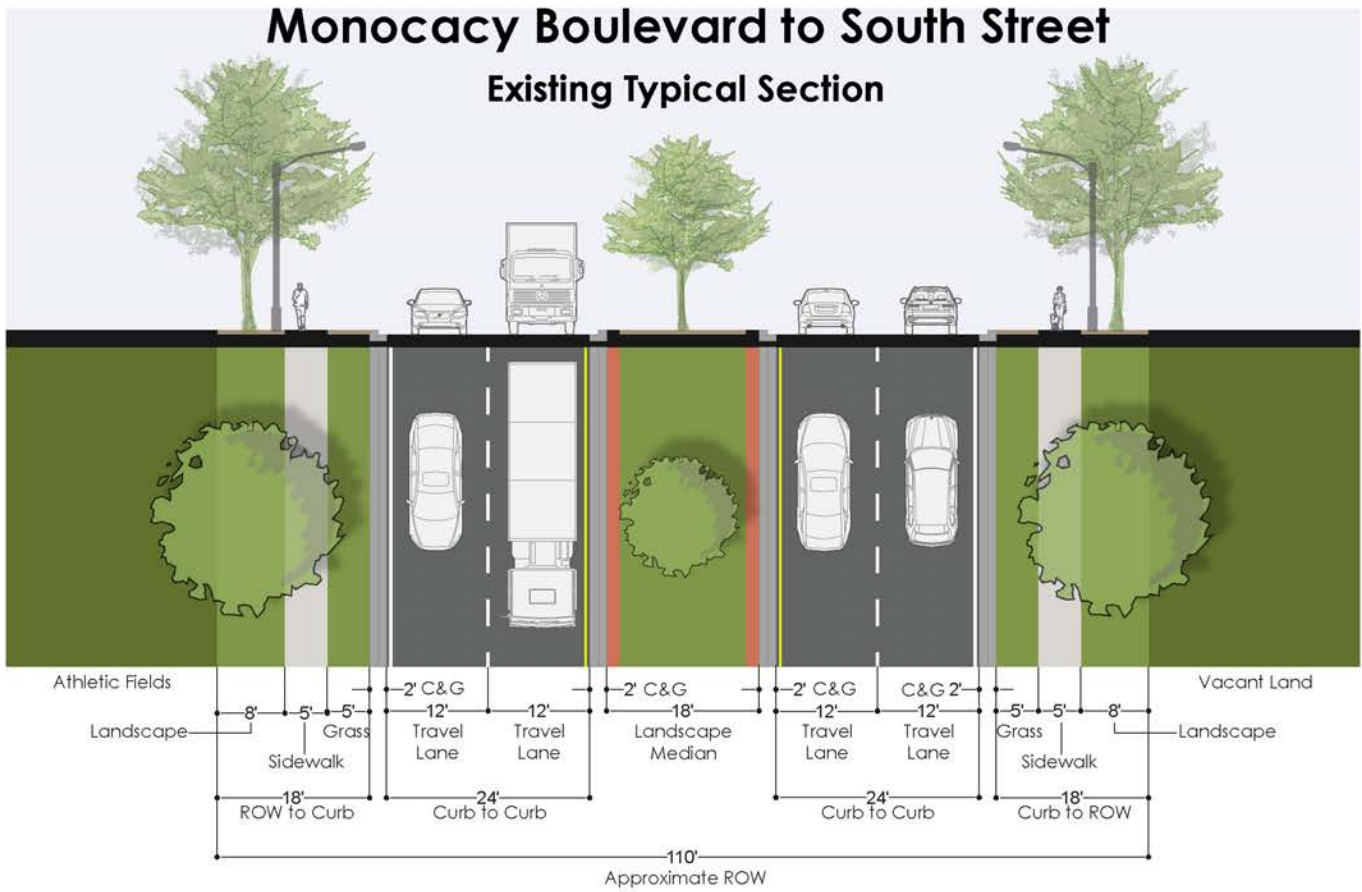 Monocacy Boulevard to South Street
Existing Typical Section
Athletic Fields
2' C&G
2' C&G
2' C&G
C&G 2'
Vacant Land
8'
5'
5'
12'
12'
18'
12'
12'
5'
5'
8'
Landscape
Sidewalk
Grass
Travel
Lane
Travel
Lane
Landscape
Median
Travel
Lane
Travel
Lane
Grass
Sidewalk
Landscape
18'
ROW to Curb
24'
Curb to Curb
24'
Curb to Curb
18'
Curb to ROW
110'
Approximate ROW